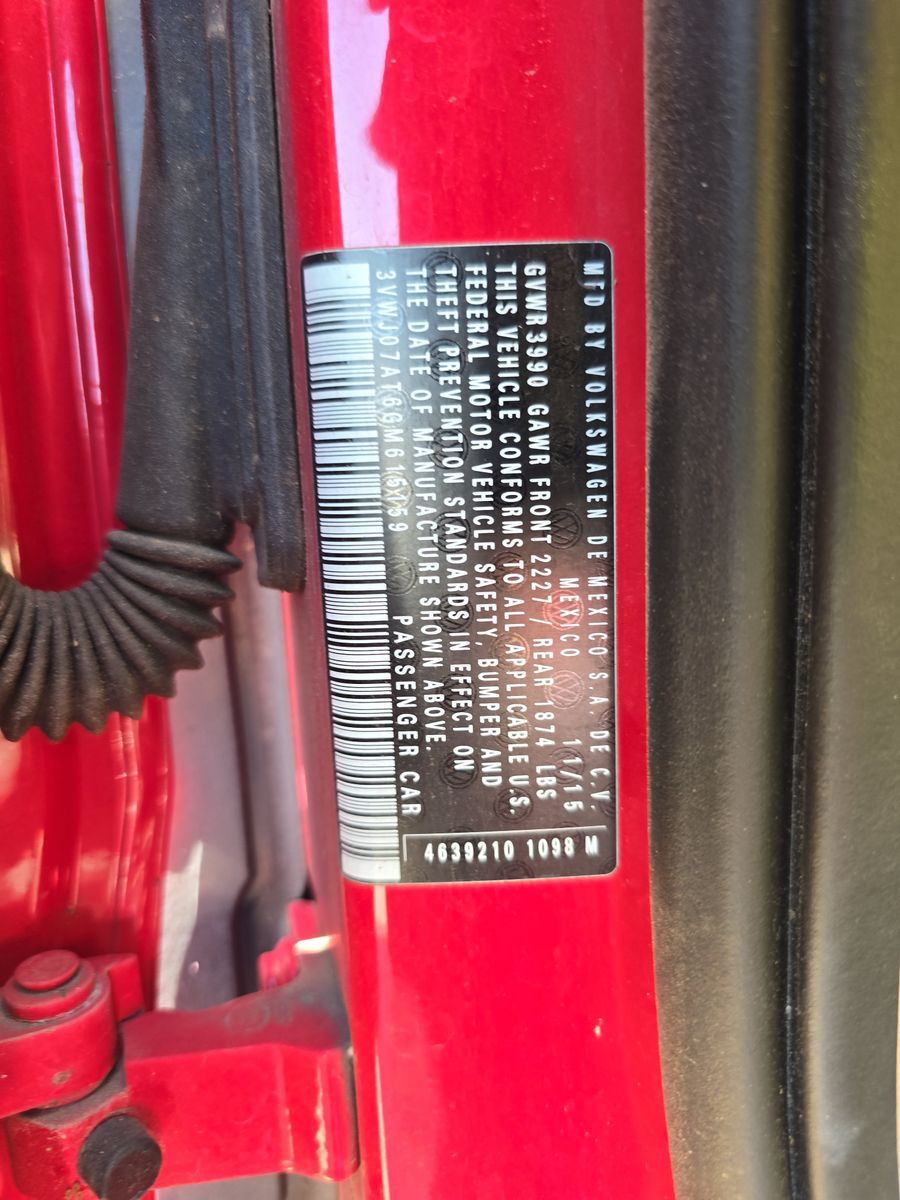 MFD BY VOLKSWAGEN DE MEXICO S.A. DE C.V.
MEXICO 11/15
GVWR3990 GAWR FRONT 2227 / REAR 1874 LBS
THIS VEHICLE CONFORMS TO ALL APPLICABLE U.S.
FEDERAL MOTOR VEHICLE SAFETY, BUMPER AND
THEFT PREVENTION STANDARDS IN EFFECT ON
THE DATE OF MANUFACTURE SHOWN ABOVE.
3VWJ07AT6GM615159 PASSENGER CAR
4639210 1098 M